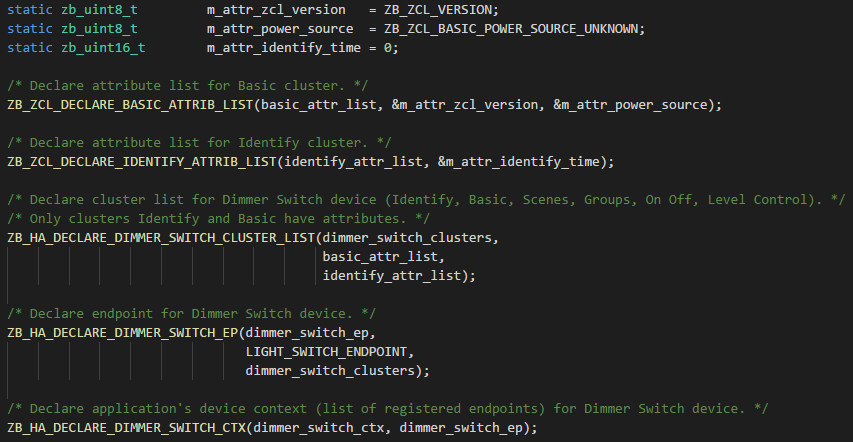 static zb_uint8_t m_attr_zcl_version = ZB_ZCL_VERSION;
static zb_uint8_t m_attr_power_source = ZB_ZCL_BASIC_POWER_SOURCE_UNKNOWN;
static zb_uint16_t m_attr_identify_time = 0;
/* Declare attribute list for Basic cluster. */
ZB_ZCL_DECLARE_BASIC_ATTRIB_LIST(basic_attr_list, &m_attr_zcl_version, &m_attr_power_source);
/* Declare attribute list for Identify cluster. */
ZB_ZCL_DECLARE_IDENTIFY_ATTRIB_LIST(identify_attr_list, &m_attr_identify_time);
/* Declare cluster list for Dimmer Switch device (Identify, Basic, Scenes, Groups, On Off, Level Control). */
/* Only clusters Identify and Basic have attributes. */
ZB_HA_DECLARE_DIMMER_SWITCH_CLUSTER_LIST(dimmer_switch_clusters,
basic_attr_list,
identify_attr_list);
/* Declare endpoint for Dimmer Switch device. */
ZB_HA_DECLARE_DIMMER_SWITCH_EP(dimmer_switch_ep,
LIGHT_SWITCH_ENDPOINT,
dimmer_switch_clusters);
/* Declare application's device context (list of registered endpoints) for Dimmer Switch device. */
ZB_HA_DECLARE_DIMMER_SWITCH_CTX(dimmer_switch_ctx, dimmer_switch_ep);